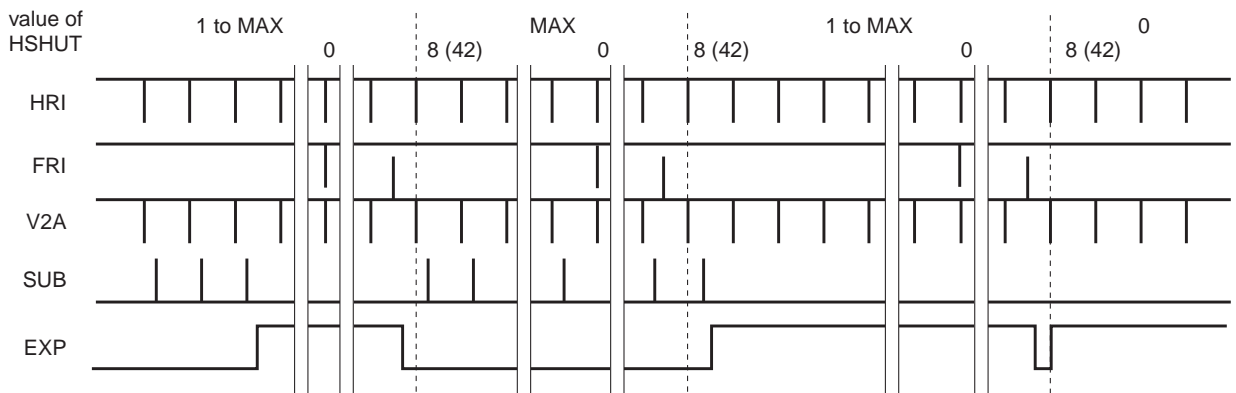 value of
HSHUT
1 to MAX
MAX
1 to MAX
0
0
8 (42)
0
8 (42)
0
8 (42)
HRI
FRI
V2A
SUB
EXP